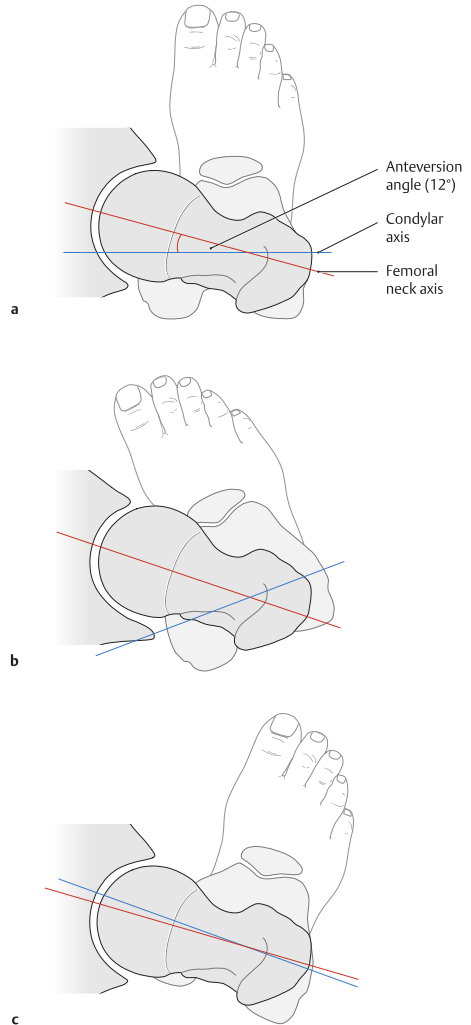 Anteversion
angle (12°)
Condylar
axis
Femoral
neck axis
a
b
c